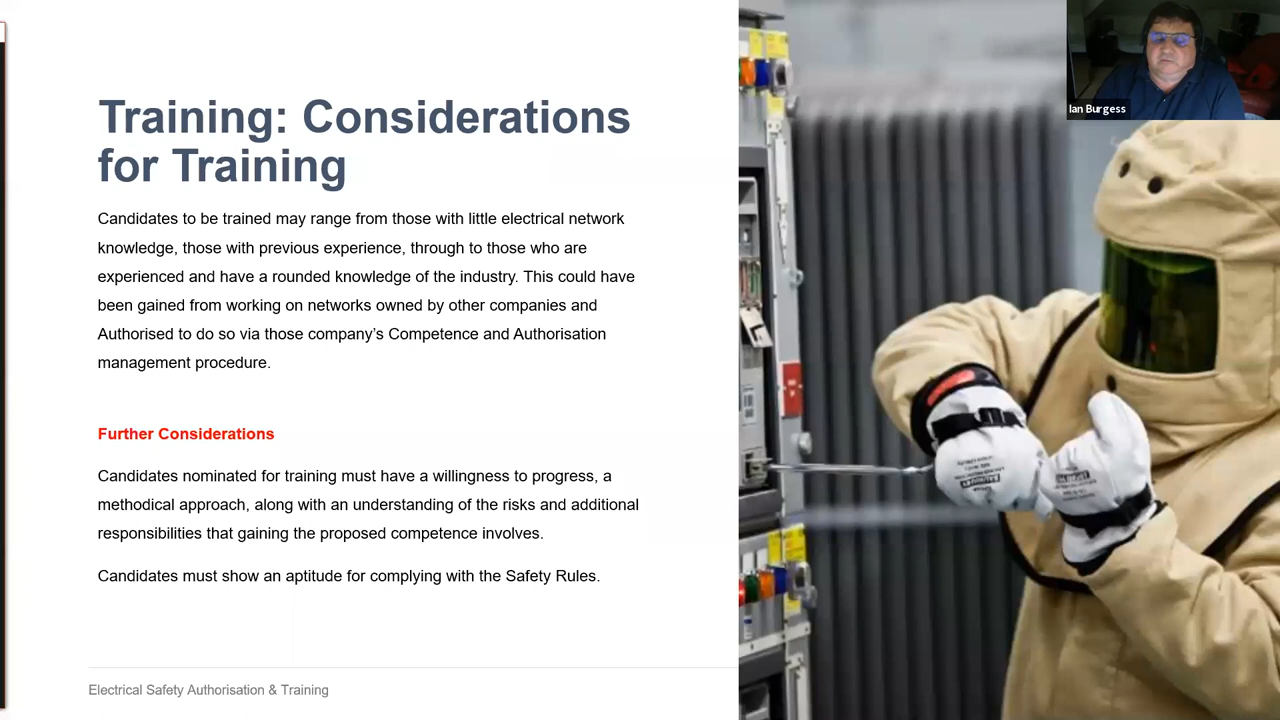 Training: Considerations
for Training
Candidates to be trained may range from those with little electrical network
knowledge, those with previous experience, through to those who are
experienced and have a rounded knowledge of the industry. This could have
been gained from working on networks owned by other companies and
Authorised to do so via those company’s Competence and Authorisation
management procedure.
Further Considerations
Candidates nominated for training must have a willingness to progress, a
methodical approach, along with an understanding of the risks and additional
responsibilities that gaining the proposed competence involves.
Candidates must show an aptitude for complying with the Safety Rules.
Electrical Safety Authorisation & Training
Ian Burgess